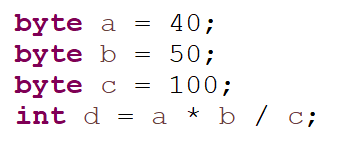 byte a = 40;
byte b = 50;
byte c = 100;
int d = a * b / c;